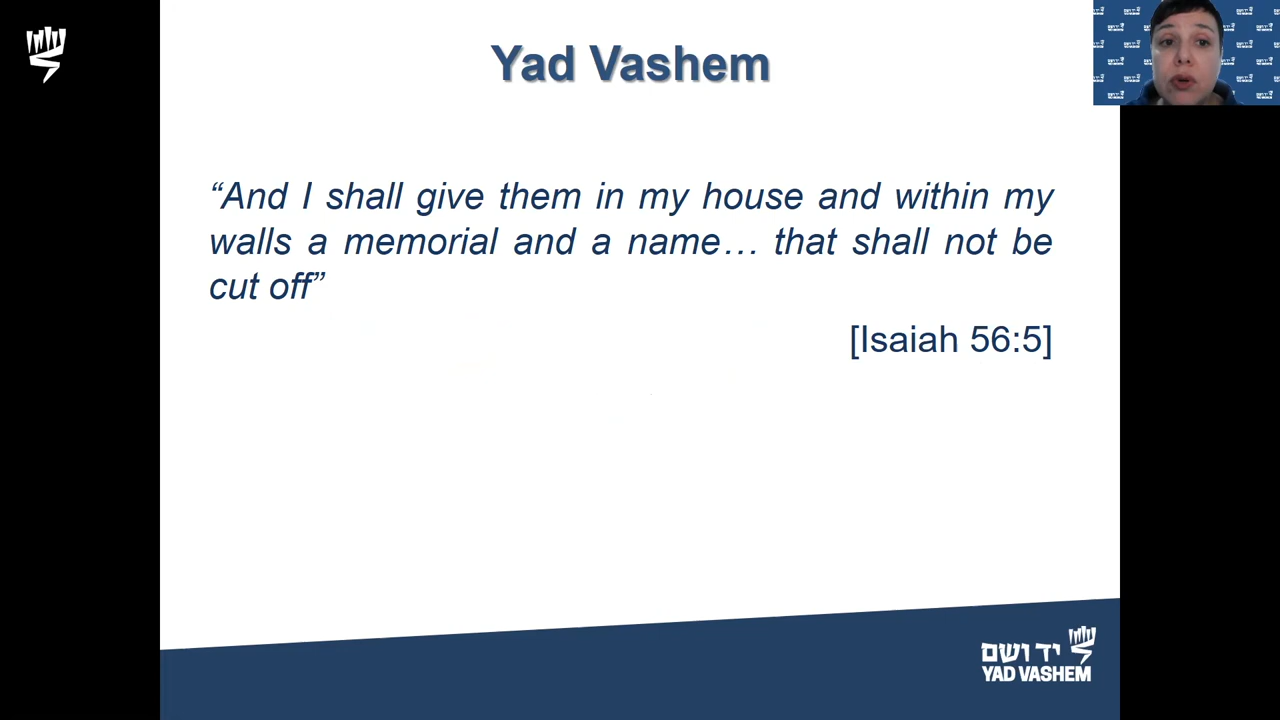 Yad Vashem
“And I shall give them in my house and within my
walls a memorial and a name… that shall not be
cut off”
[Isaiah 56:5]
יד ושם
YAD VASHEM